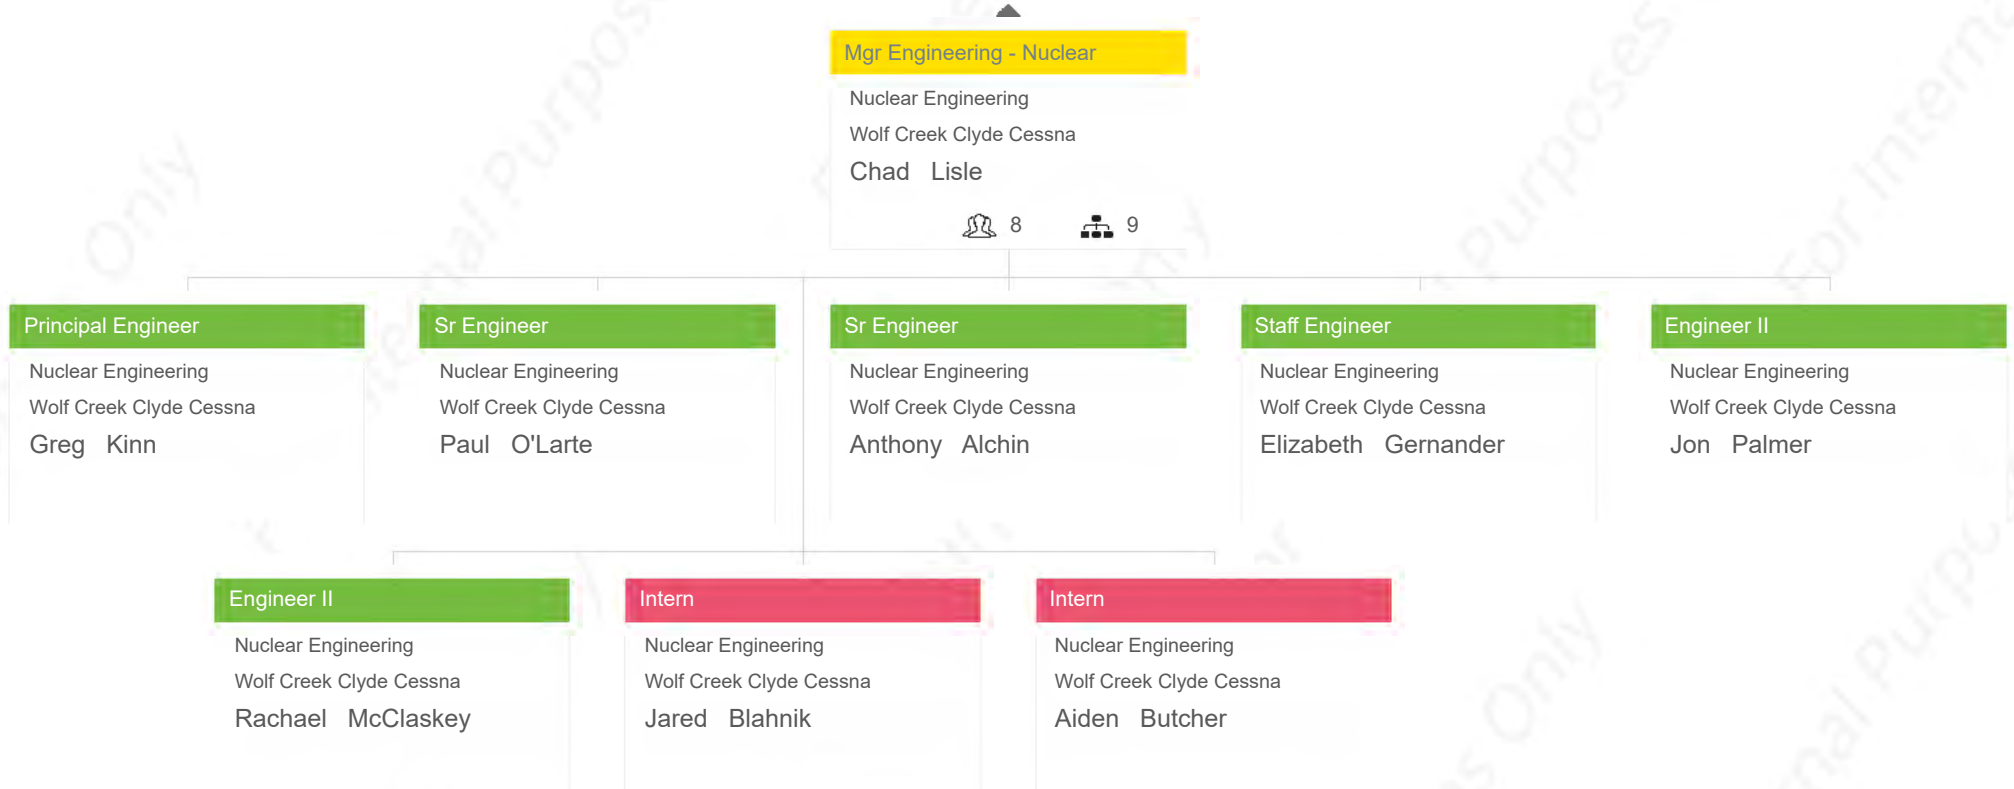 Mgr Engineering - Nuclear
Nuclear Engineering
Wolf Creek Clyde Cessna
Chad Lisle
8 9
Principal Engineer
Nuclear Engineering
Wolf Creek Clyde Cessna
Greg Kinn
Sr Engineer
Nuclear Engineering
Wolf Creek Clyde Cessna
Paul O'Larte
Sr Engineer
Nuclear Engineering
Wolf Creek Clyde Cessna
Anthony Alchin
Staff Engineer
Nuclear Engineering
Wolf Creek Clyde Cessna
Elizabeth Gernander
Engineer II
Nuclear Engineering
Wolf Creek Clyde Cessna
Jon Palmer
Engineer II
Nuclear Engineering
Wolf Creek Clyde Cessna
Rachael McClaskey
Intern
Nuclear Engineering
Wolf Creek Clyde Cessna
Jared Blahnik
Intern
Nuclear Engineering
Wolf Creek Clyde Cessna
Aiden Butcher